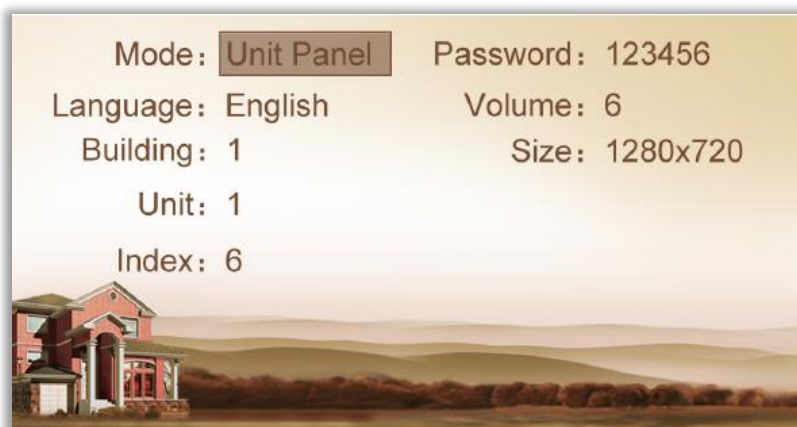 Mode： Unit Panel
Language： English
Building： 1
Unit： 1
Index： 6
Password： 123456
Volume： 6
Size： 1280x720